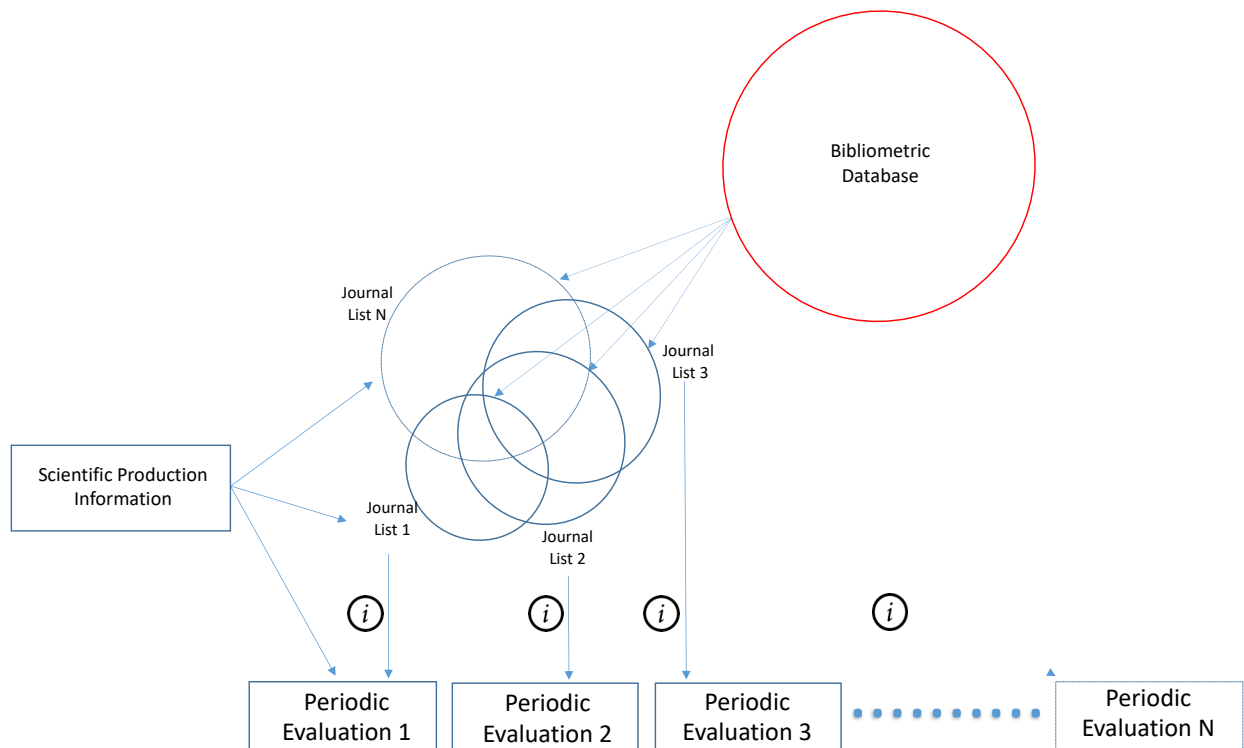 Bibliometric
Database
Journal
List N
Journal
List 3
Scientific Production
Information
Journal
List 1
Journal
List 2
i
i
i
i
Periodic
Evaluation 1
Periodic
Evaluation 2
Periodic
Evaluation 3
Periodic
Evaluation N